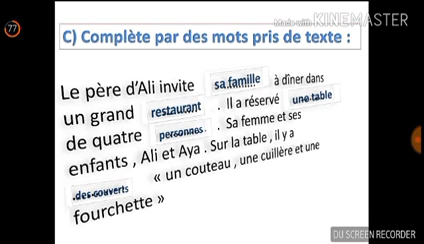 77
Made with KINEMASTER
C) Complète par des mots pris de texte :
Le père d'Ali invite sa famille à dîner dans
un grand restaurant . Il a réservé une table
de quatre personnes . Sa femme et ses
enfants , Ali et Aya . Sur la table , il y a
des couverts « un couteau , une cuillère et une
fourchette »
DU SCREEN RECORDER